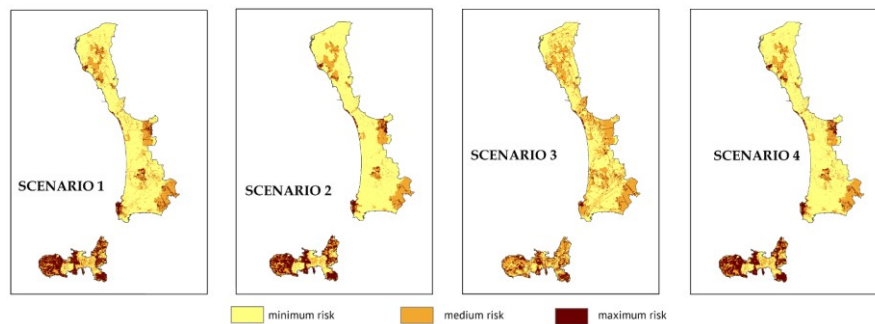 SCENARIO 1
SCENARIO 2
SCENARIO 3
SCENARIO 4
minimum risk
medium risk
maximum risk